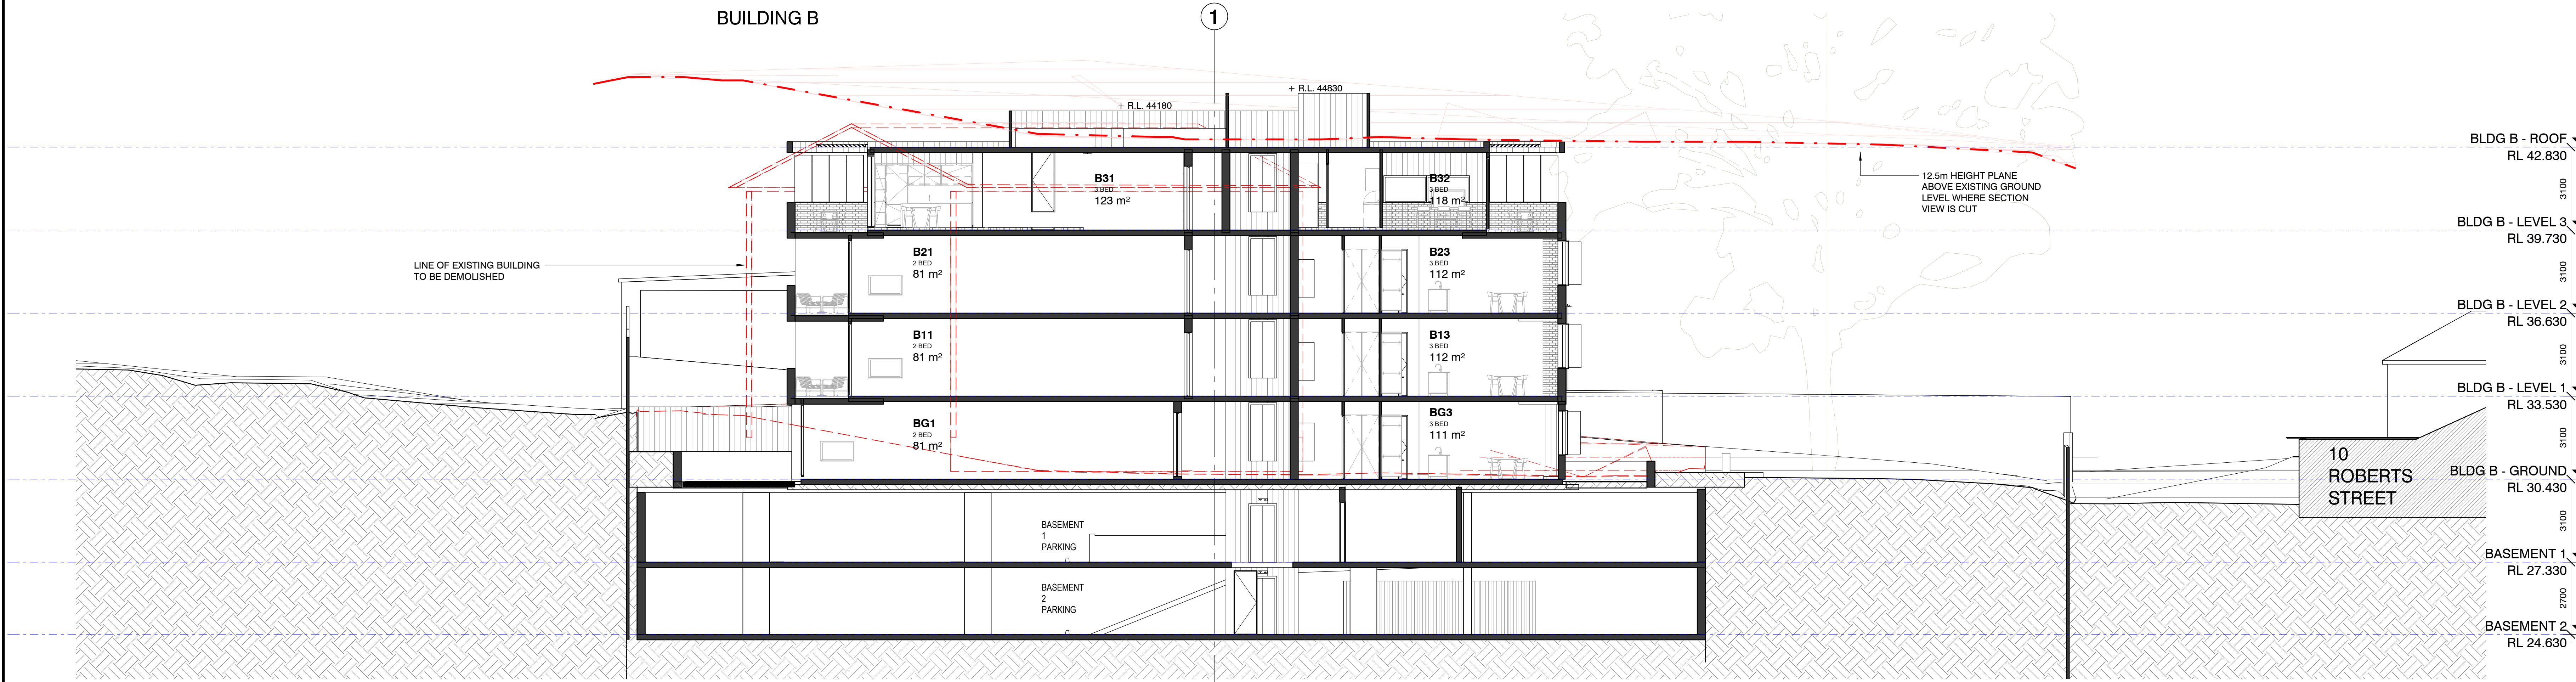 BUILDING B
1
+ R.L. 44180
+ R.L. 44830
BLDG B - ROOF
RL 42.830
12.5m HEIGHT PLANE
ABOVE EXISTING GROUND
LEVEL WHERE SECTION
VIEW IS CUT
3100
B31
3 BED
123 m²
B32
3 BED
118 m²
BLDG B - LEVEL 3
RL 39.730
LINE OF EXISTING BUILDING
TO BE DEMOLISHED
B21
2 BED
81 m²
B23
3 BED
112 m²
3100
BLDG B - LEVEL 2
RL 36.630
B11
2 BED
81 m²
B13
3 BED
112 m²
3100
BLDG B - LEVEL 1
RL 33.530
BG1
2 BED
81 m²
BG3
3 BED
111 m²
3100
10
ROBERTS
STREET
BLDG B - GROUND
RL 30.430
BASEMENT
1
PARKING
3100
BASEMENT 1
RL 27.330
BASEMENT
2
PARKING
2700
BASEMENT 2
RL 24.630